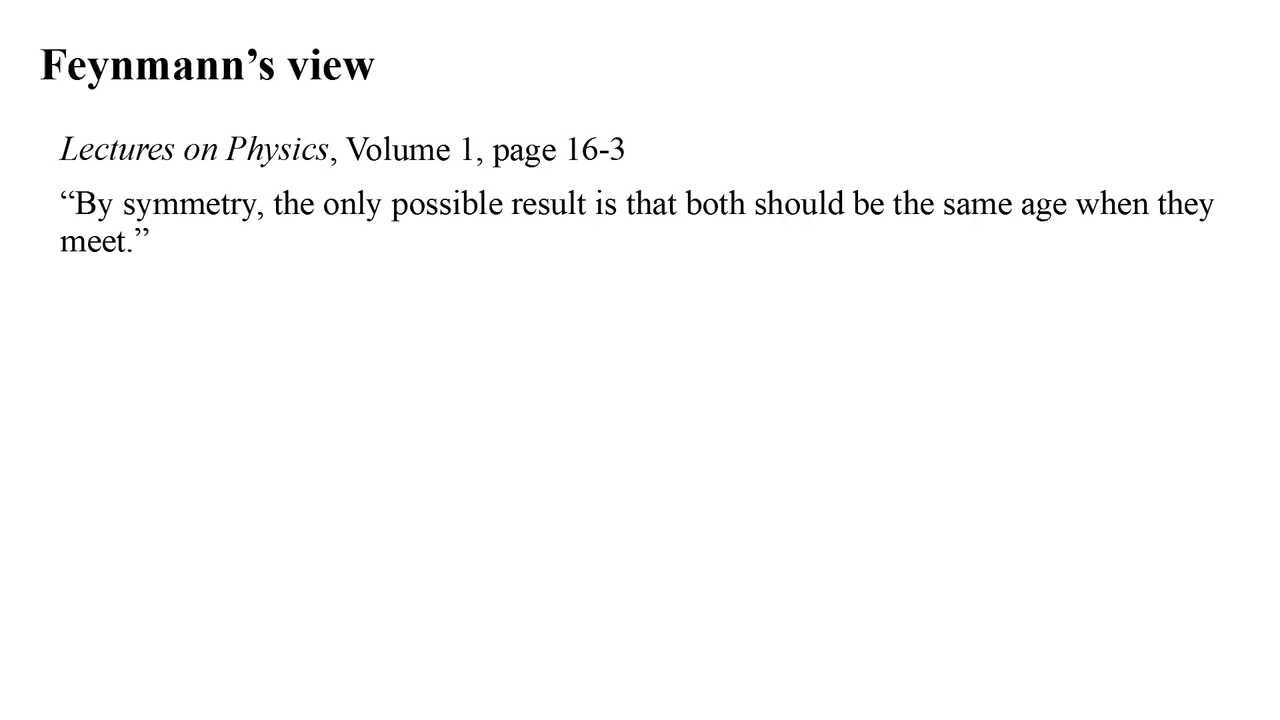 Feynmann’s view
Lectures on Physics, Volume 1, page 16-3
“By symmetry, the only possible result is that both should be the same age when they
meet.”